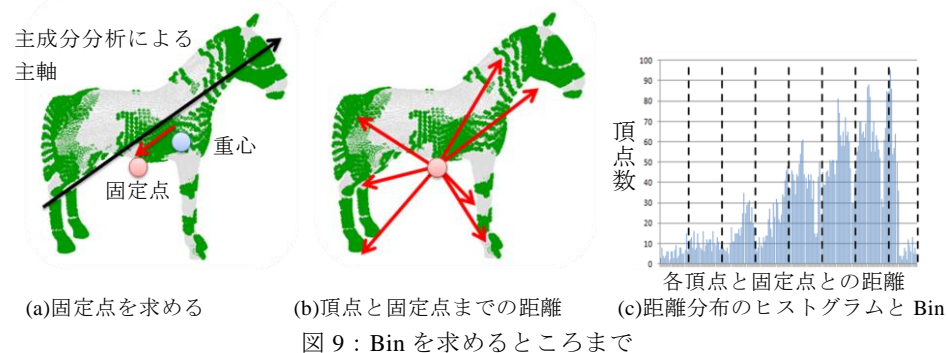 主成分分析による
主軸
重心
固定点
頂点数
100
90
80
70
60
50
40
30
20
10
0
各頂点と固定点との距離
(a)固定点を求める
(b)頂点と固定点までの距離
(c)距離分布のヒストグラムと Bin
図 9：Bin を求めるところまで